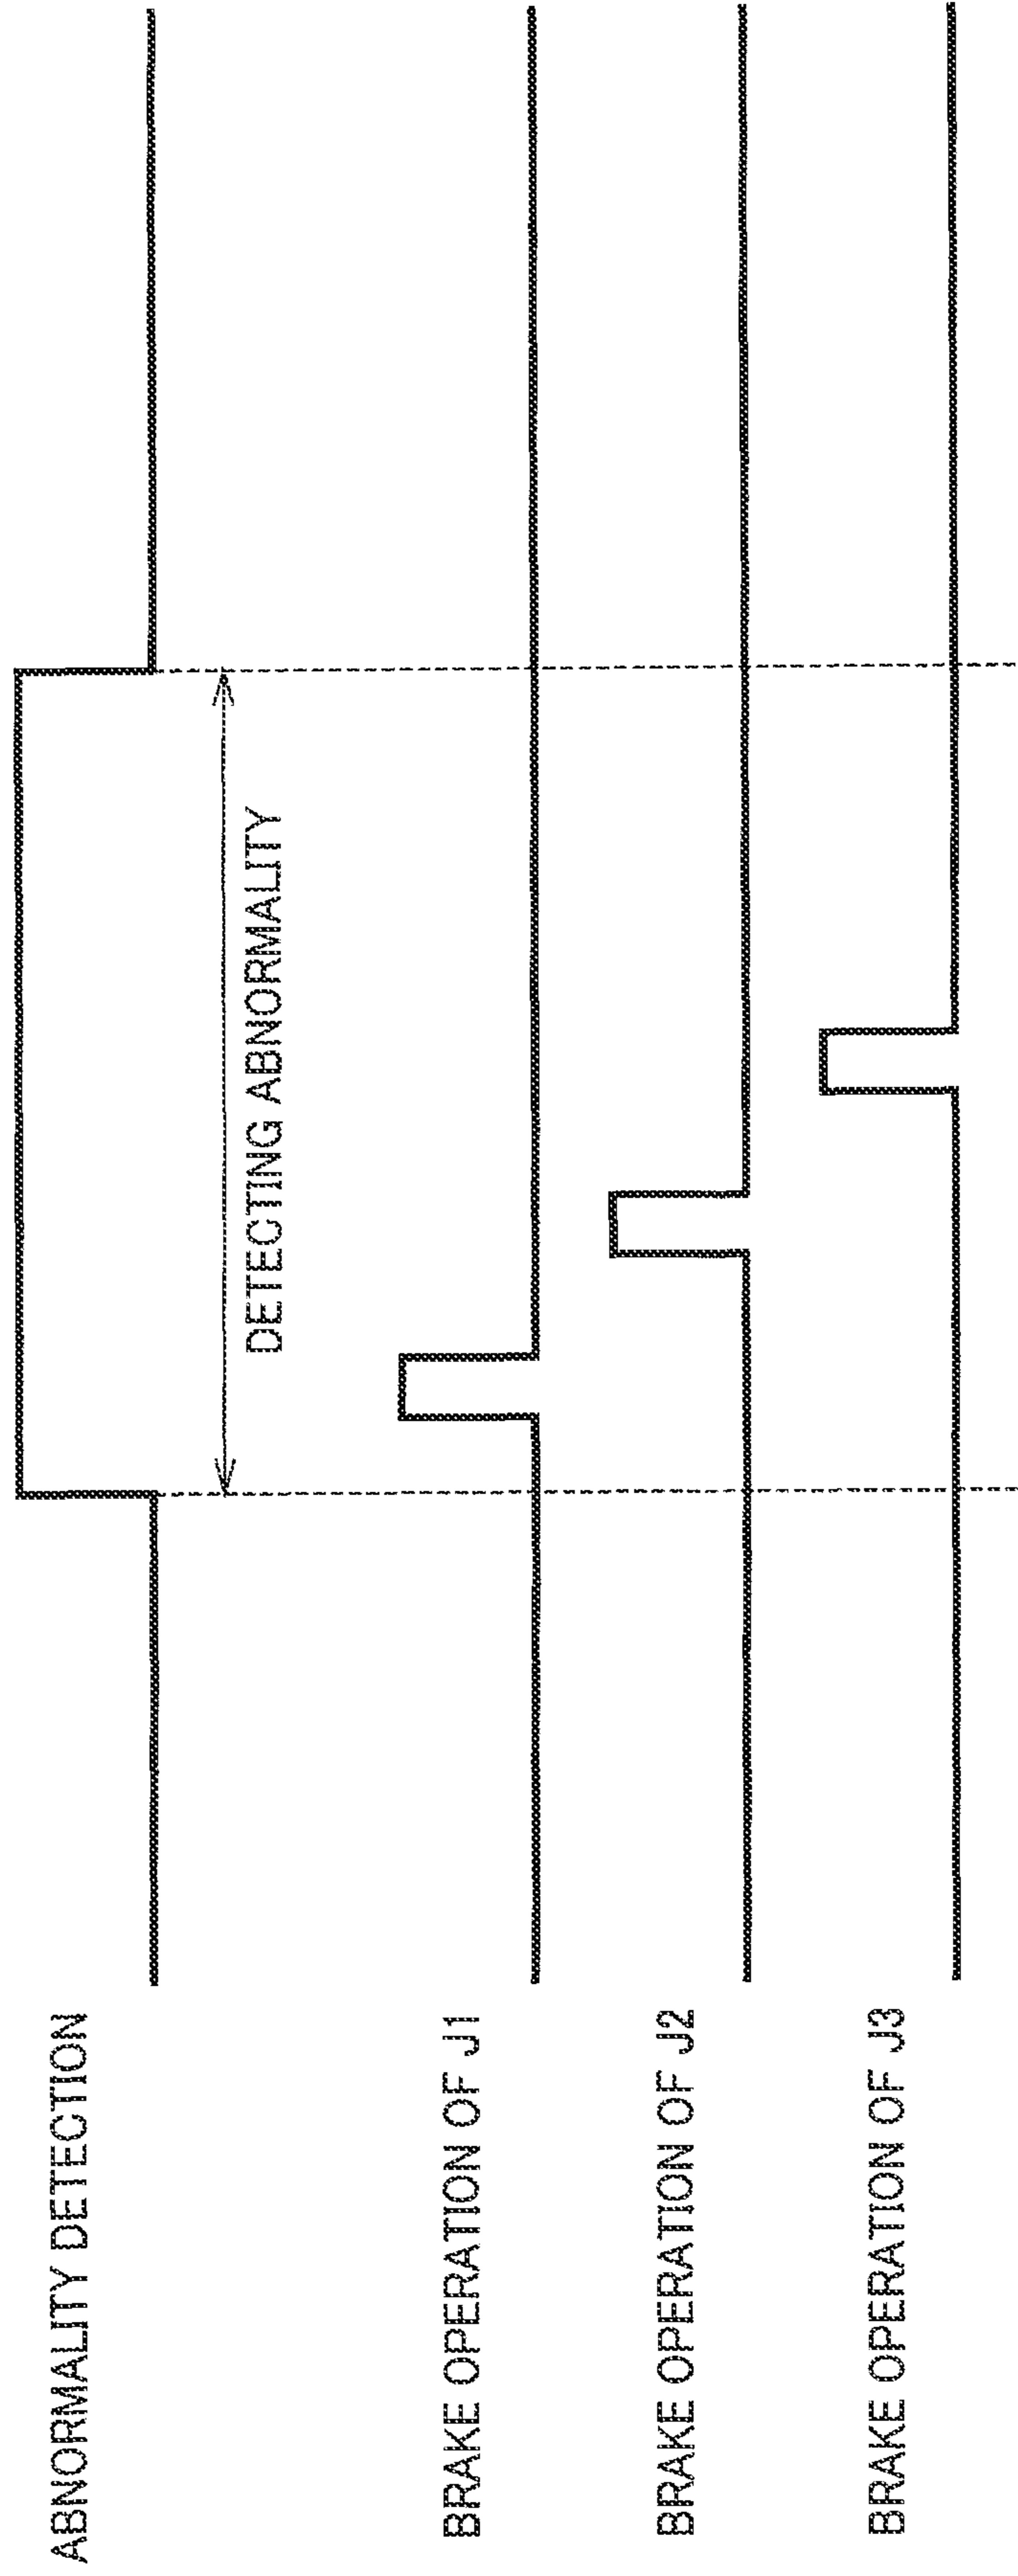 ABNORMALITY DETECTION
DETECTING ABNORMALITY
BRAKE OPERATION OF J1
BRAKE OPERATION OF J2
BRAKE OPERATION OF J3